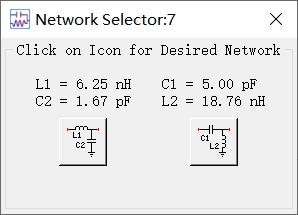 Network Selector:7
Click on Icon for Desired Network
L1 = 6.25 nH C1 = 5.00 pF
C2 = 1.67 pF L2 = 18.76 nH
L1 C1
C2 L2